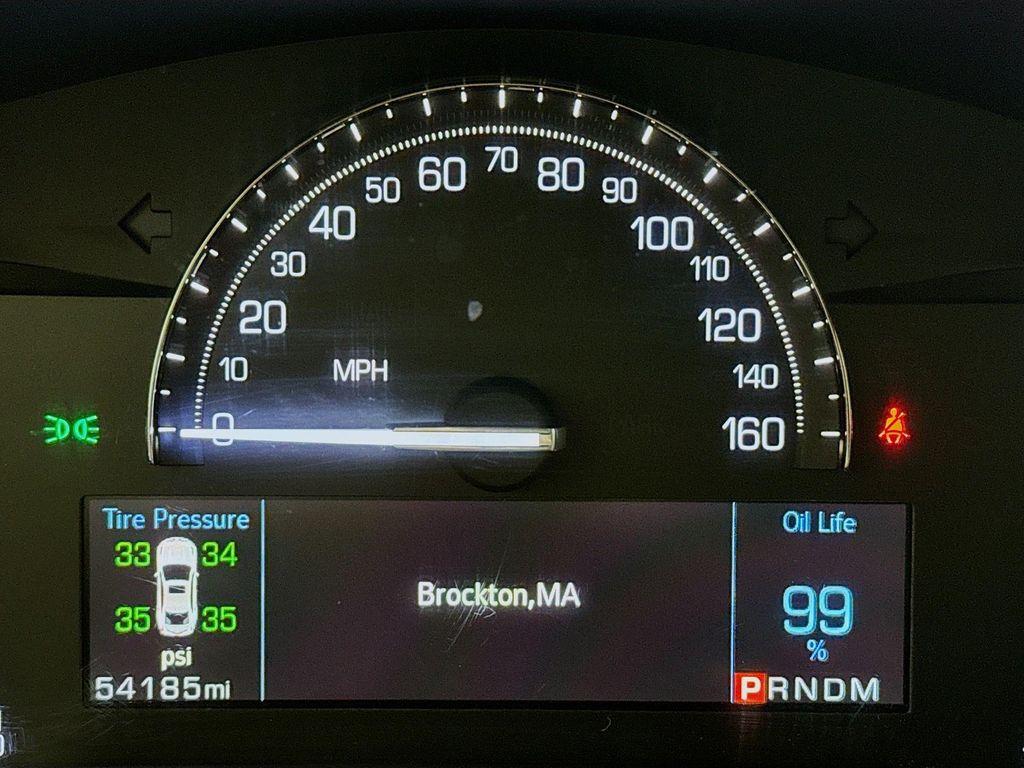 70
60 80
50 90
40 100
30 110
20 120
10 MPH 140
0 160
Tire Pressure
33 34
35 35
psi
54185mi
Brockton,MA
Oil Life
99
%
PRNDM